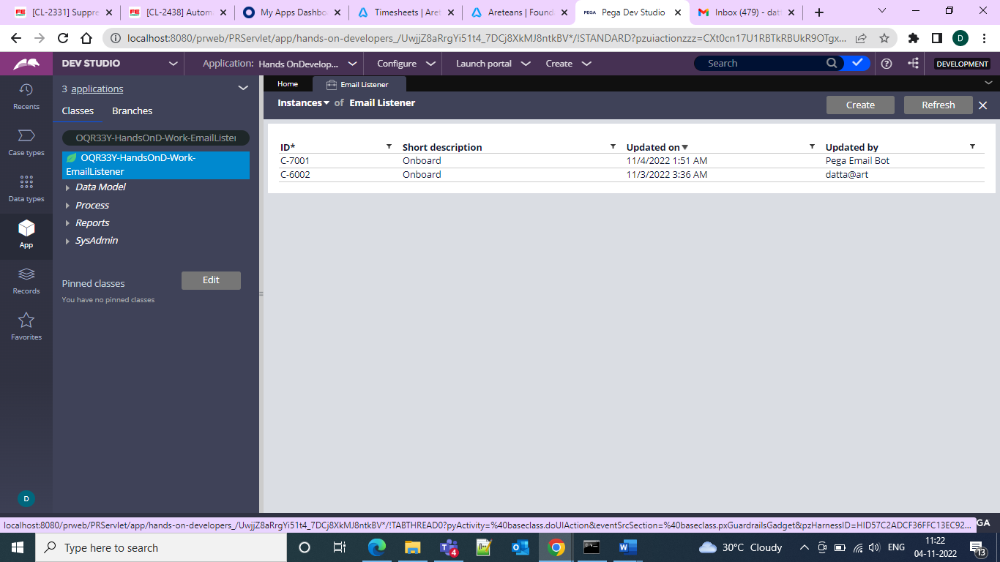 [CL-2331] Suppre
[CL-2438] Autom
My Apps Dashbo
Timesheets | Aret
Areteans | Found
PEGA Pega Dev Studio
Inbox (479) - dat
localhost:8080/prweb/PRServlet/app/hands-on-developers_/UwjjZ8aRrgYi51t4_7DCj8XkMJ8ntkBV*/!STANDARD?pzuiactionzzz=CXt0cn17U1RBTkRBUkR9OTgx...
D
DEV STUDIO
Application: Hands OnDevelop...
Configure
Launch portal
Create
Search
DEVELOPMENT
Recents
Case types
Data types
App
Records
Favorites
D
3 applications
Classes
Branches
OQR33Y-HandsOnD-Work-EmailListe
OQR33Y-HandsOnD-Work-
EmailListener
Data Model
Process
Reports
SysAdmin
Pinned classes
Edit
You have no pinned classes
Home
Email Listener
Instances of Email Listener
Create
Refresh
ID* Short description Updated on Updated by
C-7001 Onboard 11/4/2022 1:51 AM Pega Email Bot
C-6002 Onboard 11/3/2022 3:36 AM datta@art
localhost:8080/prweb/PRServlet/app/hands-on-developers_/UwjjZ8aRrgYi51t4_7DCj8XkMJ8ntkBV*/!TABTHREAD0?pyActivity=%40baseclass.doUIAction&eventSrcSection=%40baseclass.pxGuardrailsGadget&pzHarnessID=HID57C2ADCF36FFC13EC92...
GA
Type here to search
4
30°C Cloudy
ENG
11:22
04-11-2022
13